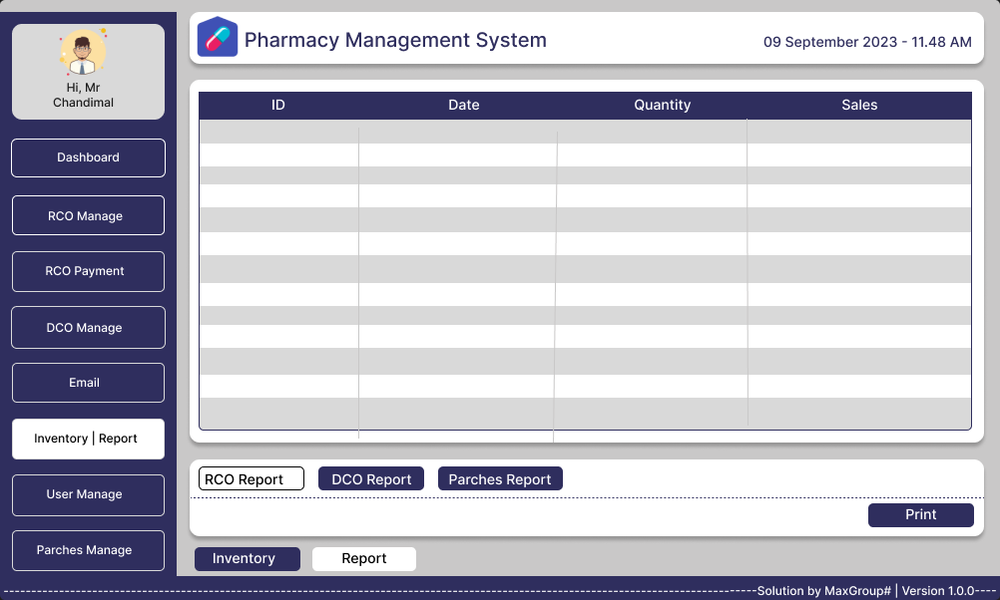 Hi, Mr
Chandimal
Dashboard
RCO Manage
RCO Payment
DCO Manage
Email
Inventory | Report
User Manage
Parches Manage
Pharmacy Management System
09 September 2023 - 11.48 AM
ID Date Quantity Sales
RCO Report DCO Report Parches Report
Print
Inventory Report
Solution by MaxGroup# | Version 1.0.0